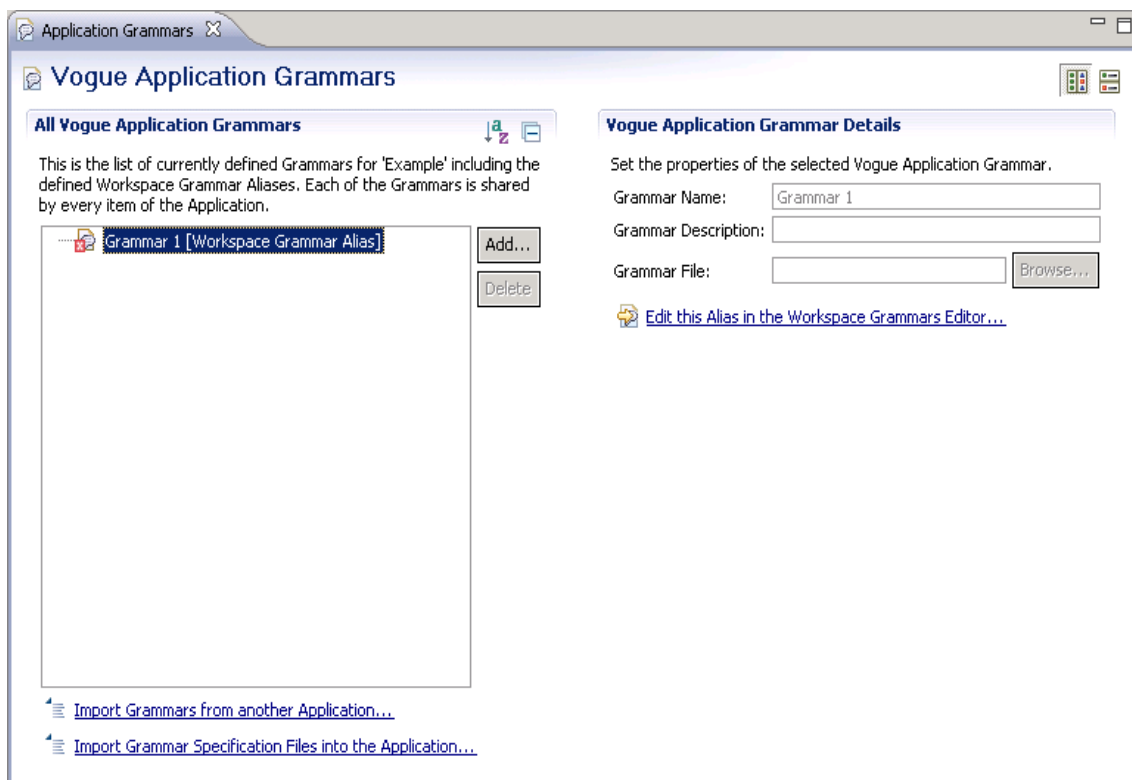 Application Grammars
Vogue Application Grammars
All Vogue Application Grammars
This is the list of currently defined Grammars for 'Example' including the
defined Workspace Grammar Aliases. Each of the Grammars is shared
by every item of the Application.
Grammar 1 [Workspace Grammar Alias]
Add...
Delete
Import Grammars from another Application...
Import Grammar Specification Files into the Application...
Vogue Application Grammar Details
Set the properties of the selected Vogue Application Grammar.
Grammar Name: Grammar 1
Grammar Description:
Grammar File: Browse...
Edit this Alias in the Workspace Grammars Editor...